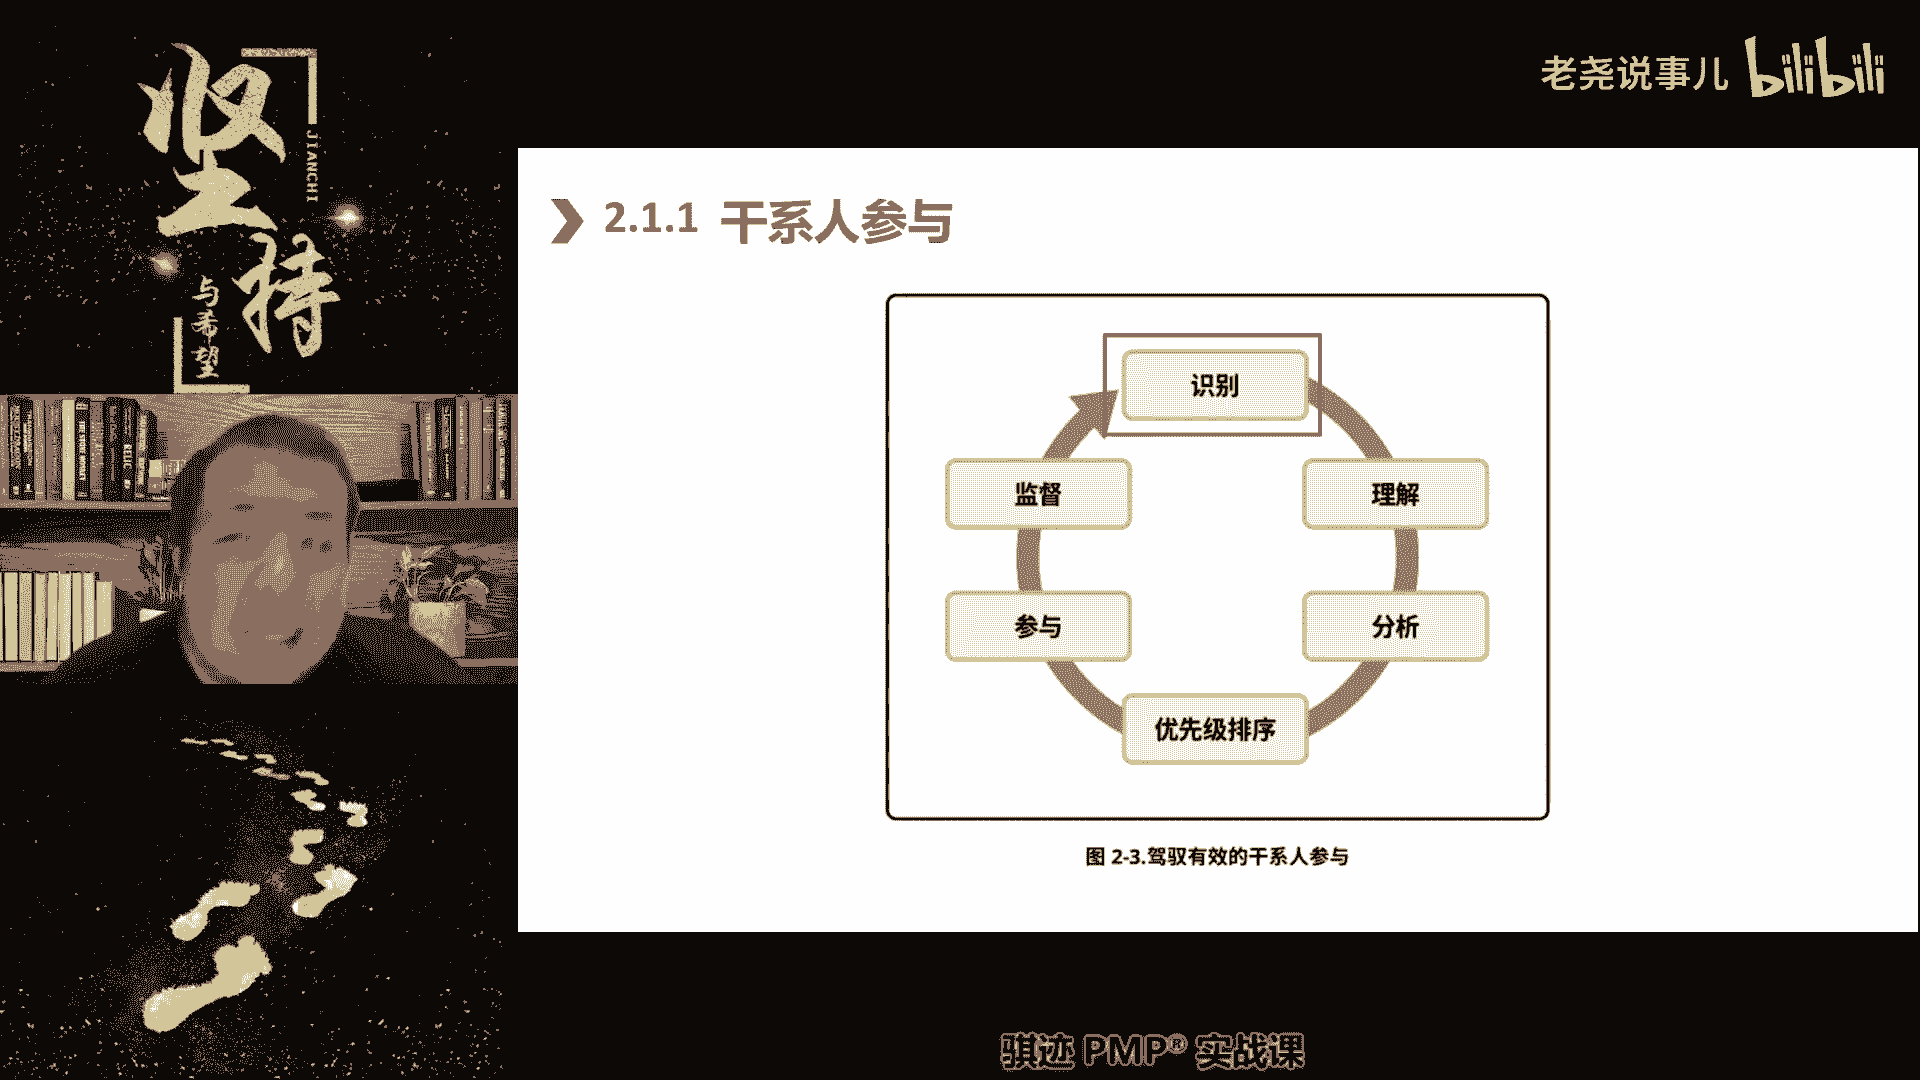 坚持
JIANCHI
与希望
老尧说事儿 bilibili
2.1.1 干系人参与
识别
监督
理解
参与
分析
优先级排序
图 2-3.驾驭有效的干系人参与
骐迹 PMP® 实战课